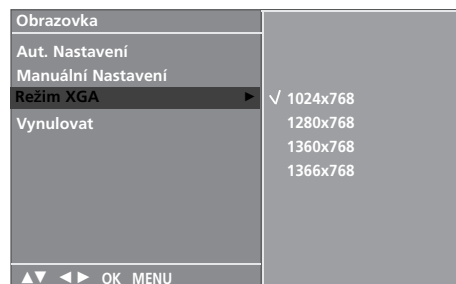 Obrazovka
Aut. Nastavení
Manuální Nastavení
Režim XGA ►
√ 1024x768
1280x768
Vynulovat
1360x768
1366x768
▲▼ ◄► OK MENU